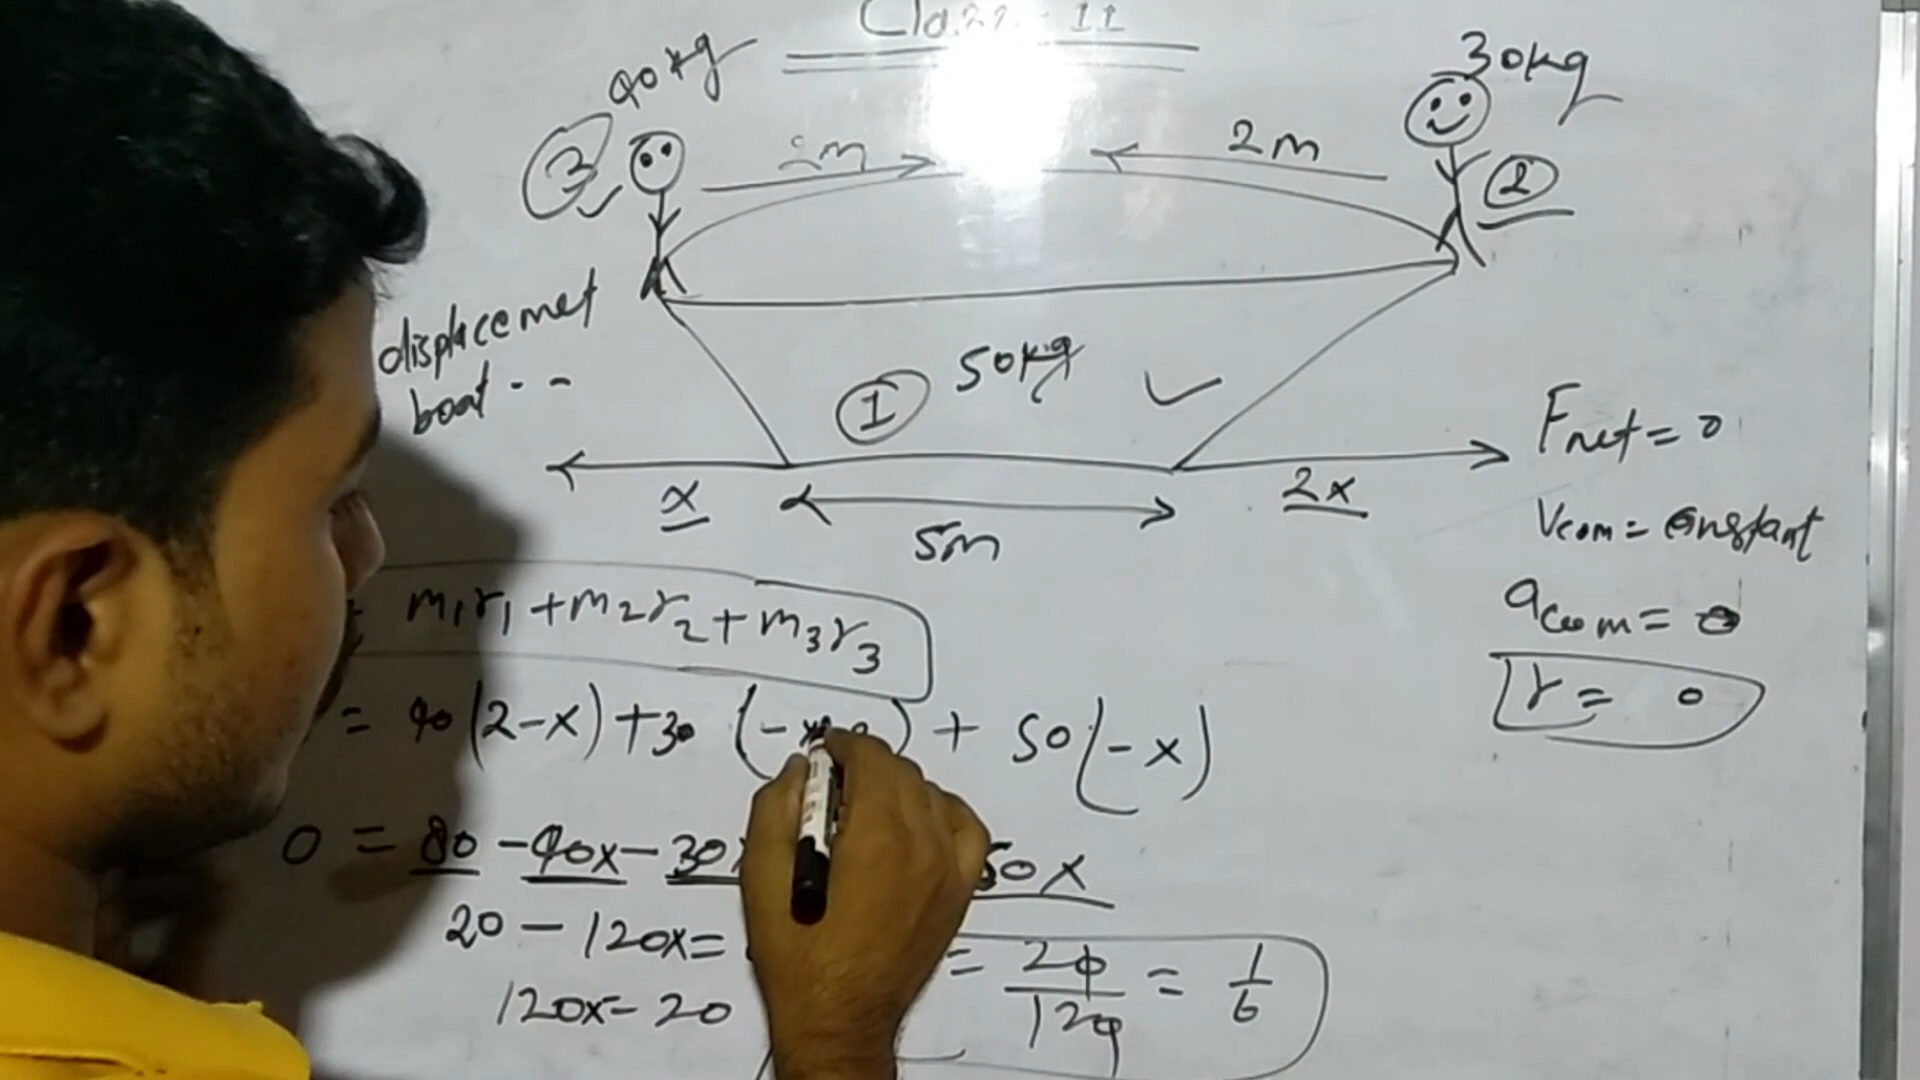 Class - 11
40kg
30kg
3
2m
2m
2
displacemet
boat - -
1 50kg
x
2x
5m
Fnet = 0
Vcom = constant
acom = 0
r = 0
m1r1 + m2r2 + m3r3
= 40(2-x) + 30 (-x ) + 50(-x)
0 = 80 - 40x - 30x 50x
20 - 120x =
120x = 20
= 20/120 = 1/6